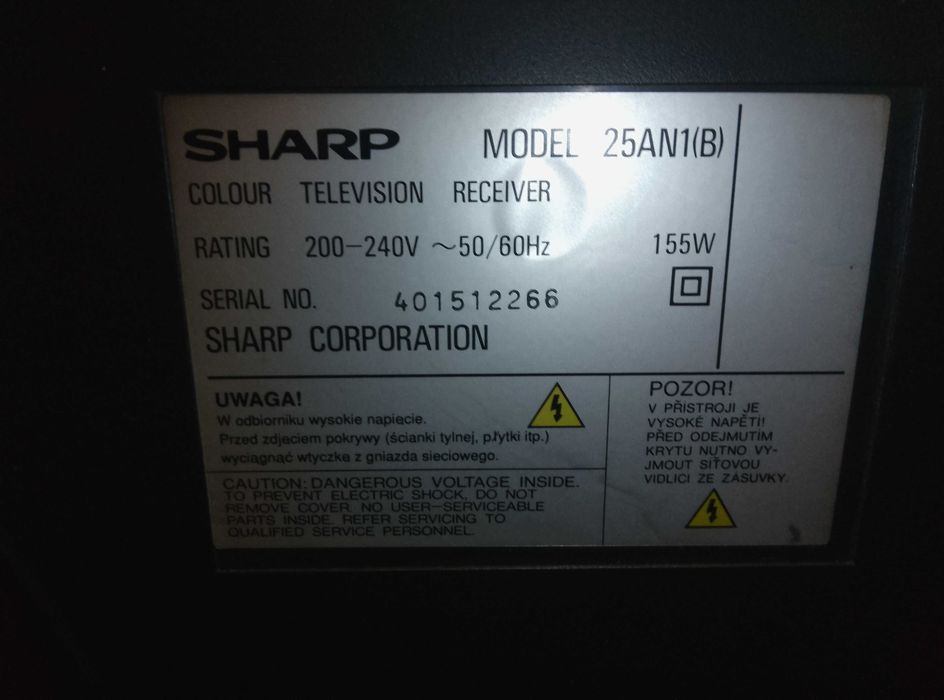 SHARP MODEL 25AN1(B)
COLOUR TELEVISION RECEIVER
RATING 200-240V ~50/60Hz 155W
SERIAL NO. 401512266
SHARP CORPORATION
UWAGA!
W odbiorniku wysokie napięcie.
Przed zdjęciem pokrywy (ścianki tylnej, płytki itp.)
wyciągnąć wtyczkę z gniazda sieciowego.
CAUTION: DANGEROUS VOLTAGE INSIDE.
TO PREVENT ELECTRIC SHOCK, DO NOT
REMOVE COVER. NO USER-SERVICEABLE
PARTS INSIDE. REFER SERVICING TO
QUALIFIED SERVICE PERSONNEL.
POZOR!
V PŘÍSTROJI JE
VYSOKÉ NAPĚTÍ!
PŘED ODEJMUTÍM
KRYTU NUTNO VY-
JMOUT SÍŤOVOU
VIDLICI ZE ZÁSUVKY.